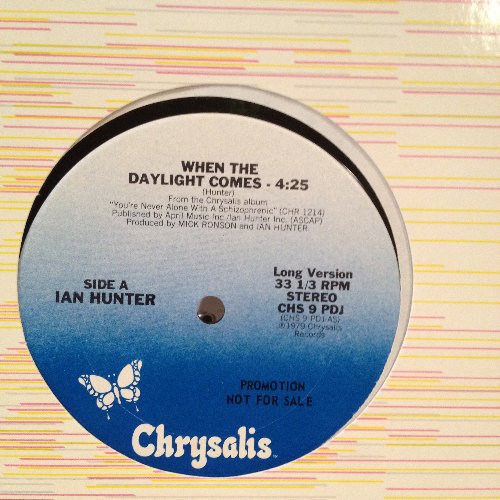 WHEN THE
DAYLIGHT COMES - 4:25
(Hunter)
From the Chrysalis album
"You're Never Alone With A Schizophrenic" (CHR 1214)
Published by April Music Inc./Ian Hunter Inc. (ASCAP)
Produced by MICK RONSON and IAN HUNTER
SIDE A
IAN HUNTER
Long Version
33 1/3 RPM
STEREO
CHS 9 PDJ
(CHS 9 PDJ-AS)
℗1979 Chrysalis
Records
PROMOTION
NOT FOR SALE
Chrysalis